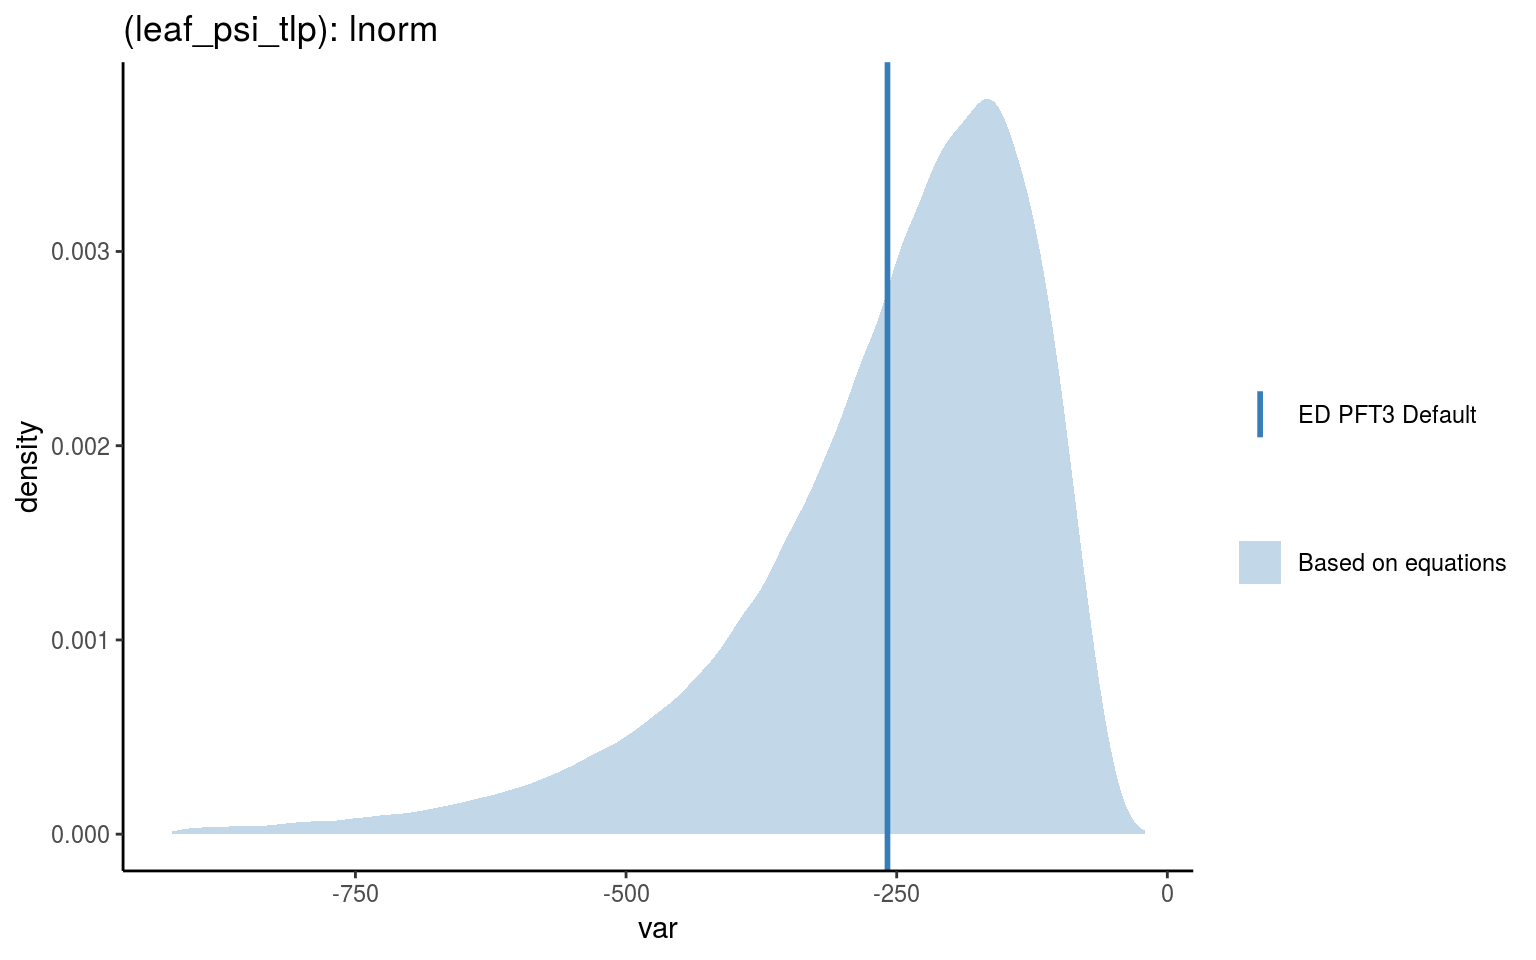 (leaf_psi_tlp): lnorm
density
0.003
0.002
0.001
0.000
-750
-500
-250
0
var
ED PFT3 Default
Based on equations